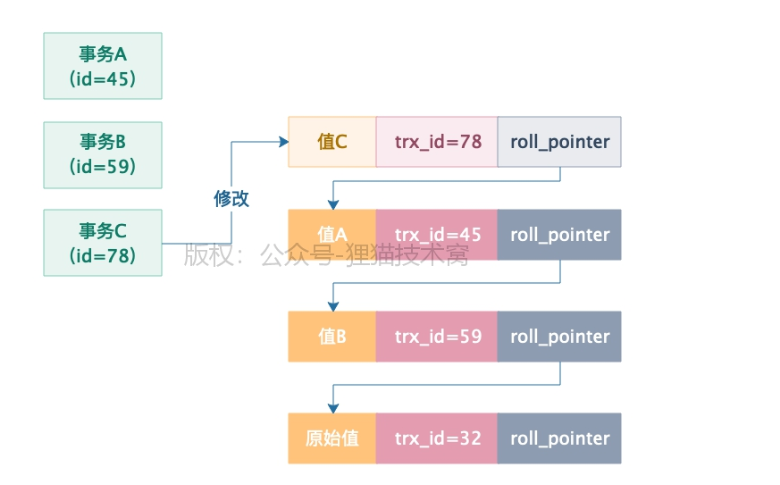 事务A
(id=45)
事务B
(id=59)
事务C
(id=78)
修改
值C trx_id=78 roll_pointer
值A trx_id=45 roll_pointer
版权：公众号-狸猫技术窝
值B trx_id=59 roll_pointer
原始值 trx_id=32 roll_pointer